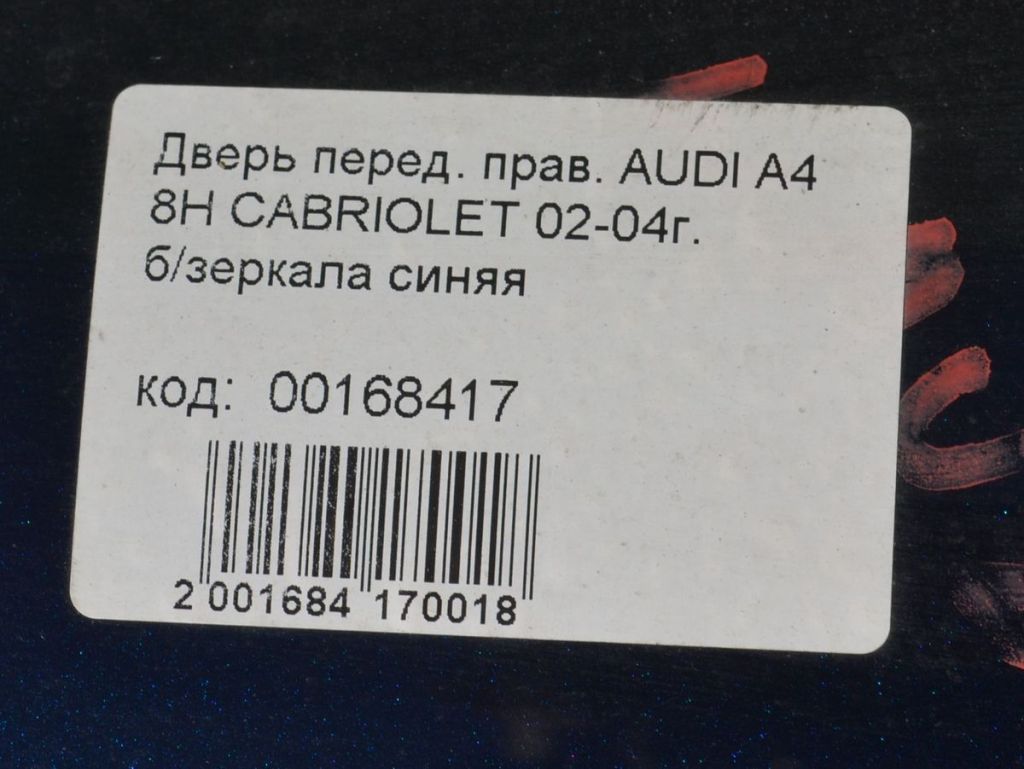 Дверь перед. прав. AUDI A4
8H CABRIOLET 02-04г.
б/зеркала синяя
код: 00168417
2 001684 170018